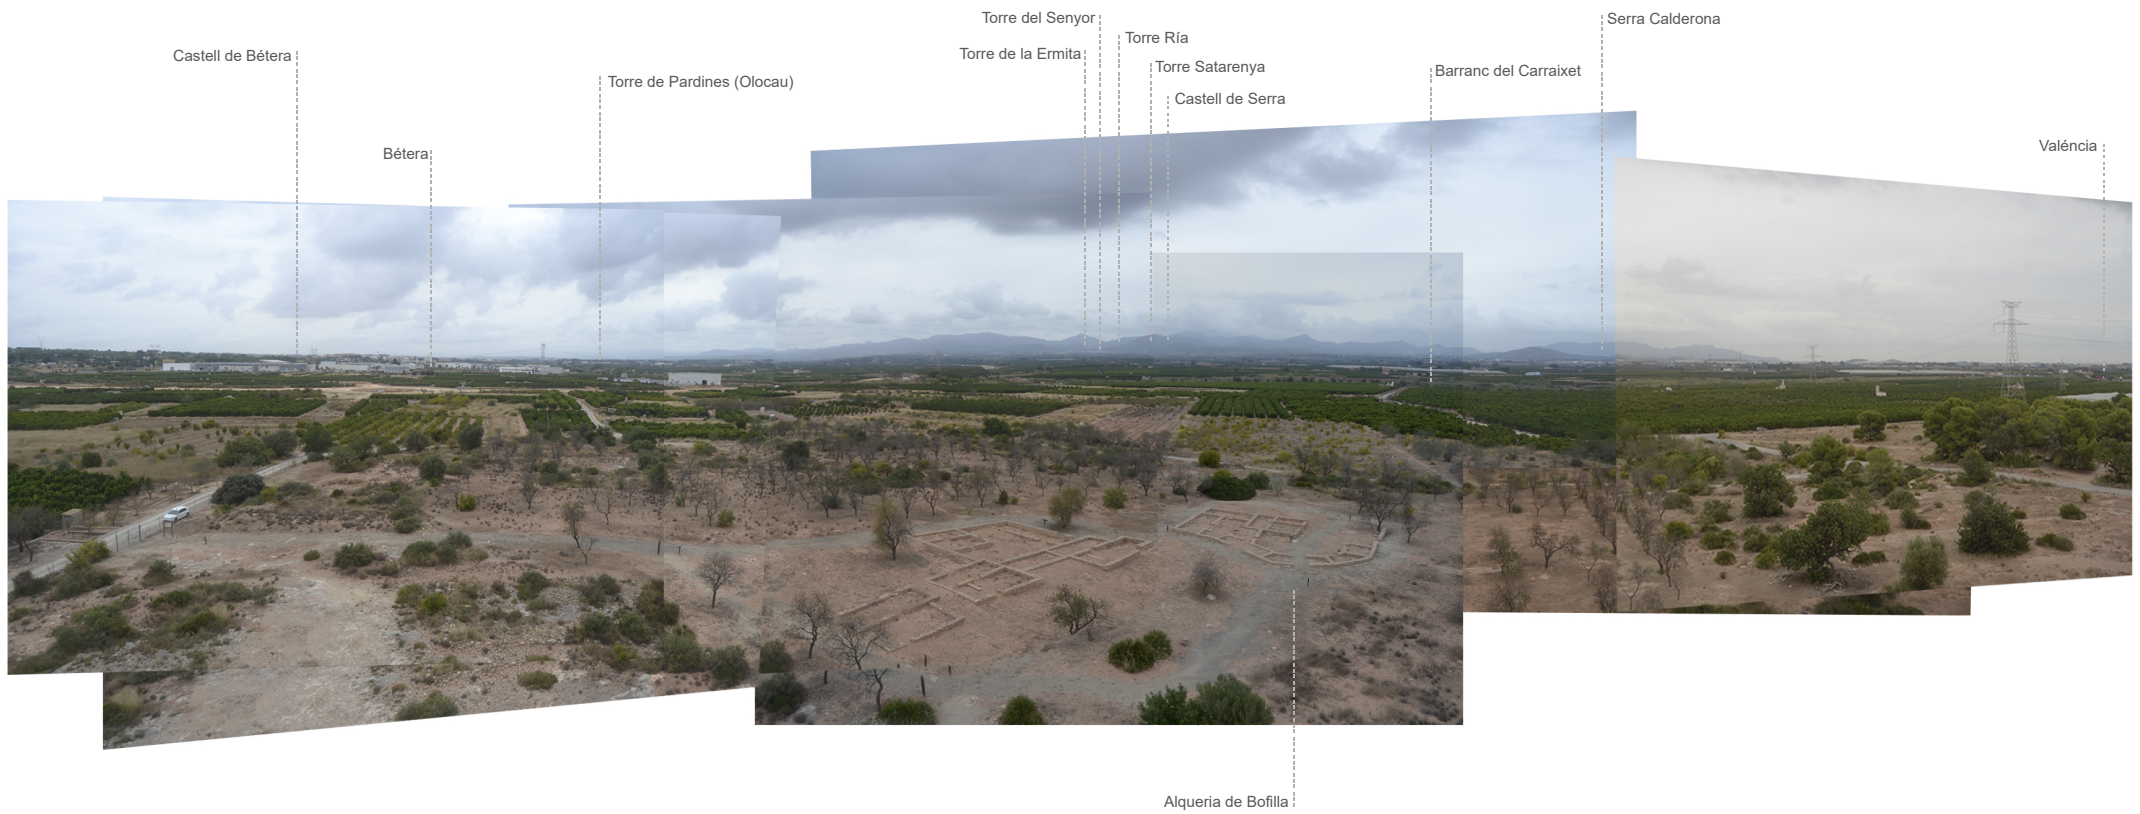 Torre del Senyor
Serra Calderona
Torre Ría
Castell de Bétera
Torre de la Ermita
Torre Satarenya
Barranc del Carraixet
Torre de Pardines (Olocau)
Castell de Serra
Bétera
Valéncia
Alqueria de Bofilla